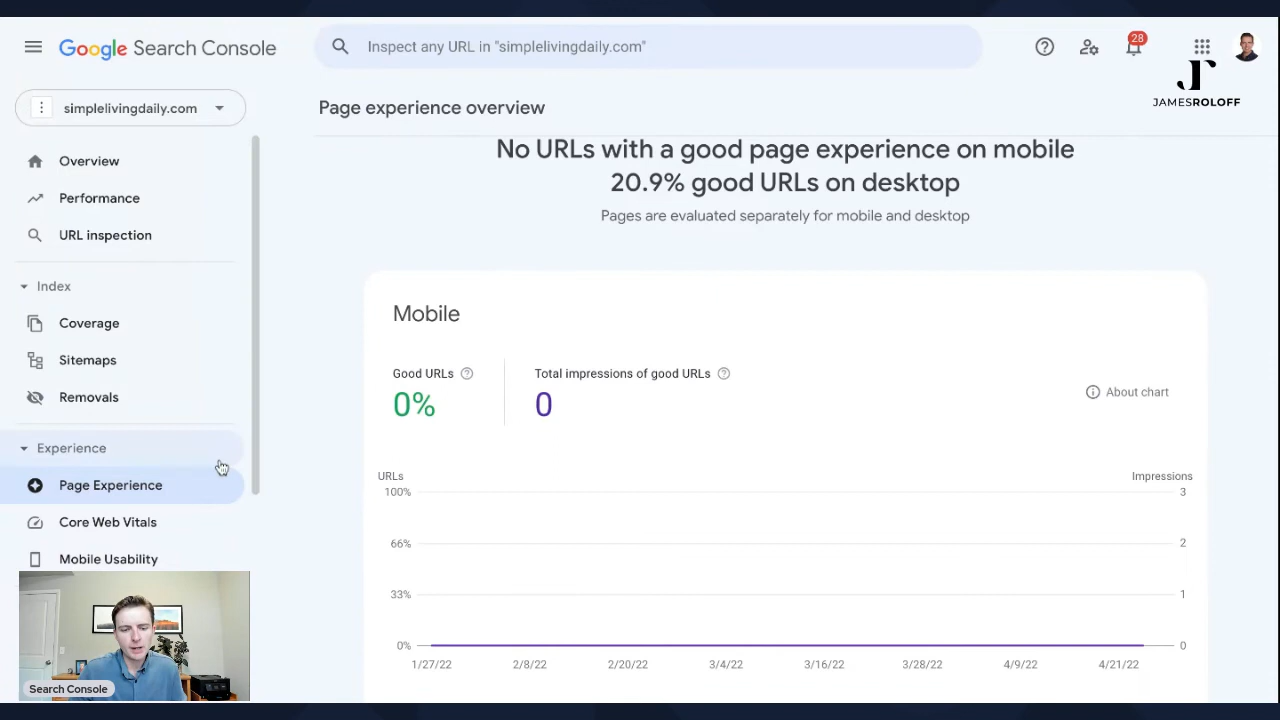 Google Search Console
Inspect any URL in "simplelivingdaily.com"
28
JAMESROLOFF
simplelivingdaily.com
Page experience overview
Overview
Performance
URL inspection
Index
Coverage
Sitemaps
Removals
Experience
Page Experience
Core Web Vitals
Mobile Usability
No URLs with a good page experience on mobile
20.9% good URLs on desktop
Pages are evaluated separately for mobile and desktop
Mobile
Good URLs
0%
Total impressions of good URLs
0
About chart
URLs
Impressions
100%
3
66%
2
33%
1
0%
0
1/27/22
2/8/22
2/20/22
3/4/22
3/16/22
3/28/22
4/9/22
4/21/22
Search Console